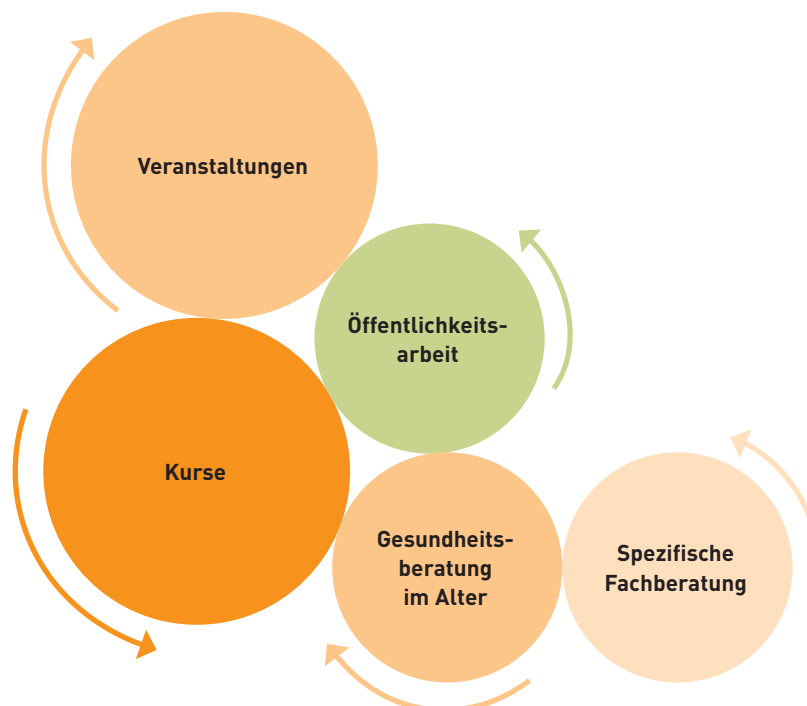 Veranstaltungen
Öffentlichkeits-
arbeit
Kurse
Gesundheits-
beratung
im Alter
Spezifische
Fachberatung